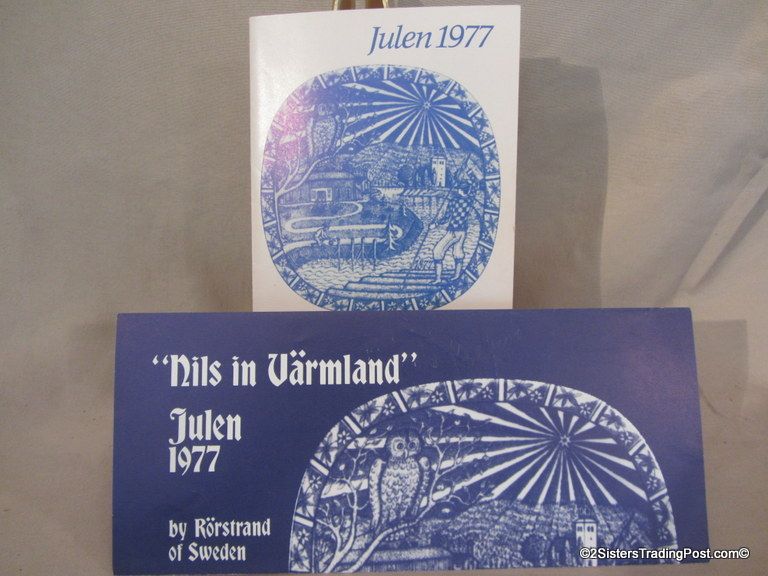 Julen 1977
"Nils in Värmland"
Julen
1977
by Rörstrand
of Sweden
©2SistersTradingPost.com©